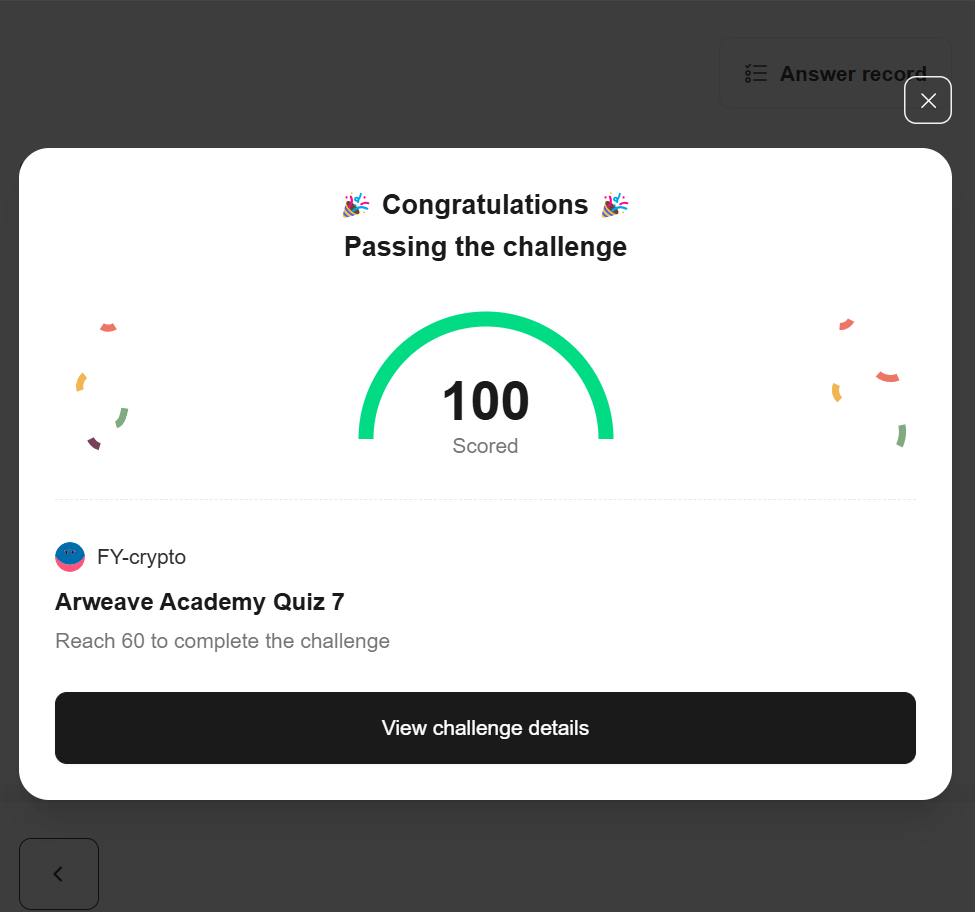 Answer record
Congratulations
Passing the challenge
100
Scored
FY-crypto
Arweave Academy Quiz 7
Reach 60 to complete the challenge
View challenge details